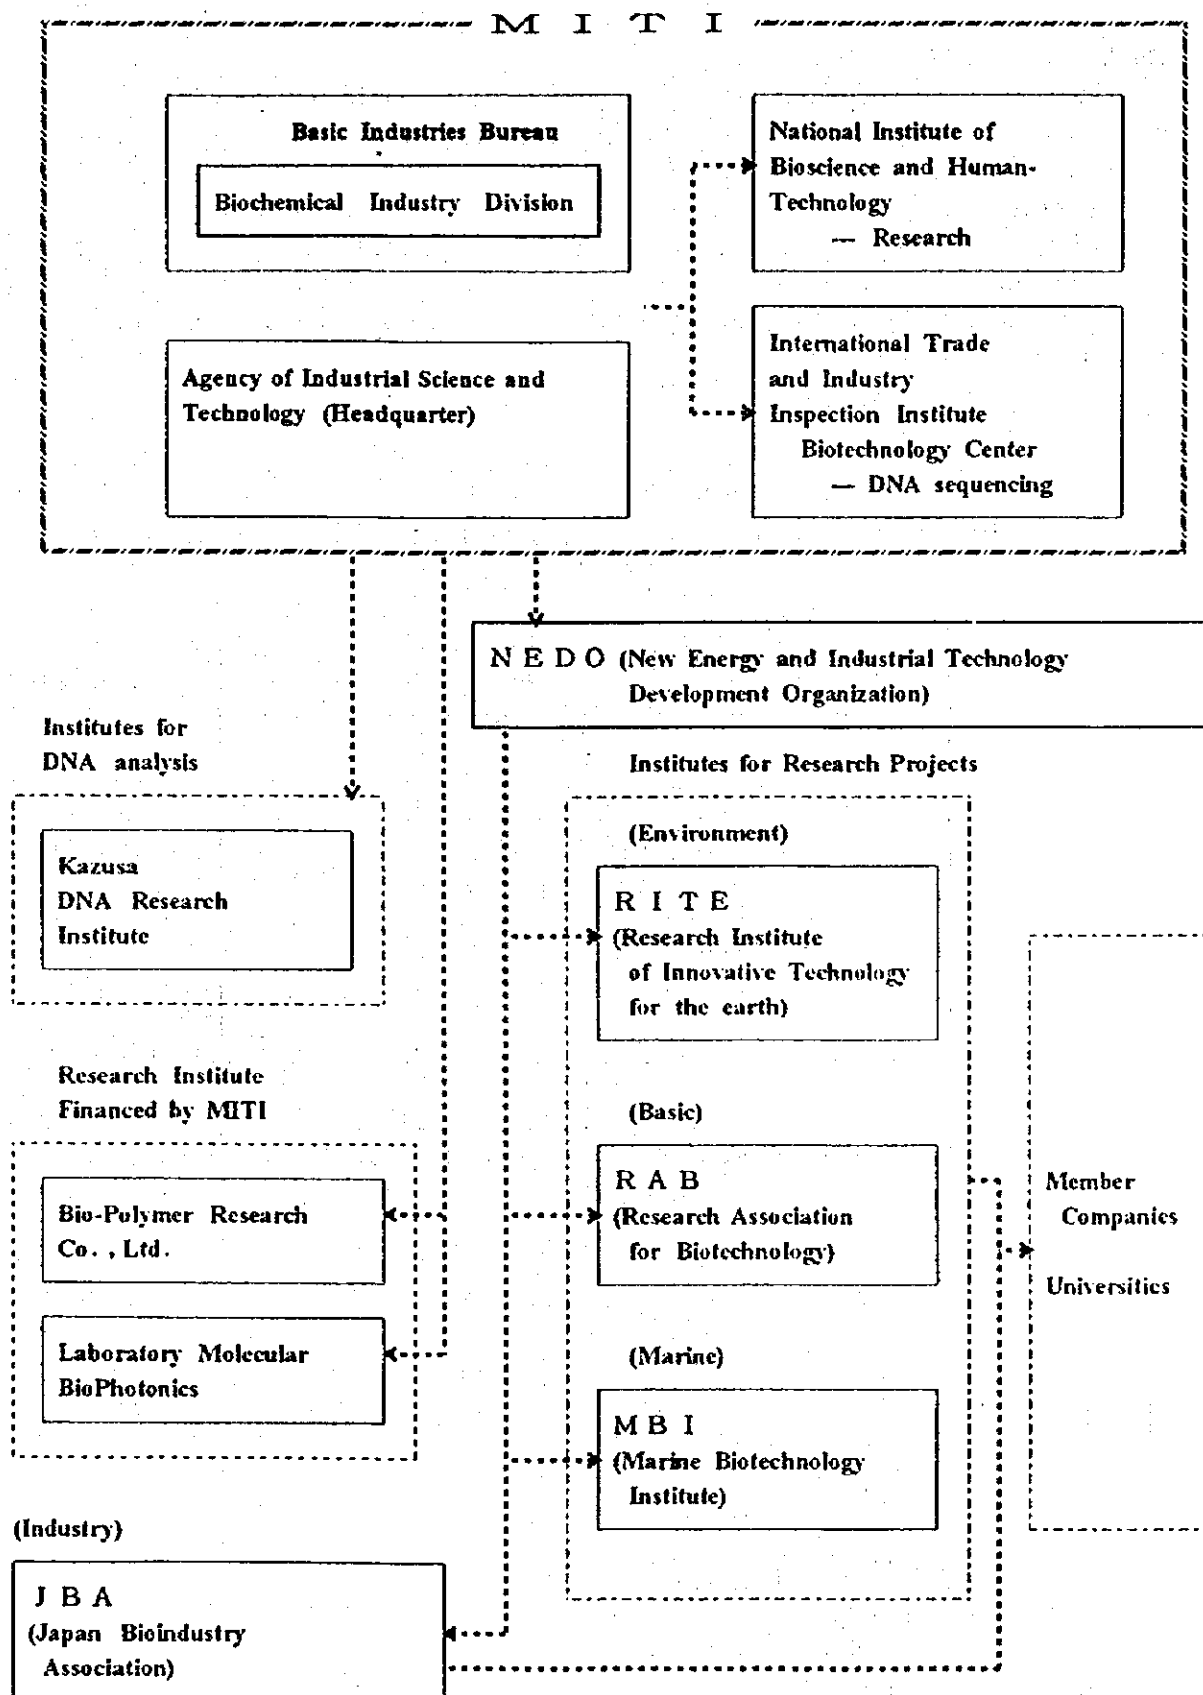 M I T I
Basic Industries Bureau
Biochemical Industry Division
National Institute of
Bioscience and Human-
Technology
— Research
Agency of Industrial Science and
Technology (Headquarter)
International Trade
and Industry
Inspection Institute
Biotechnology Center
— DNA sequencing
N E D O (New Energy and Industrial Technology
Development Organization)
Institutes for
DNA analysis
Kazusa
DNA Research
Institute
Research Institute
Financed by MITI
Bio-Polymer Research
Co. , Ltd.
Laboratory Molecular
BioPhotonics
Institutes for Research Projects
(Environment)
R I T E
(Research Institute
of Innovative Technology
for the earth)
(Basic)
R A B
(Research Association
for Biotechnology)
(Marine)
M B I
(Marine Biotechnology
Institute)
Member
Companies
Universities
(Industry)
J B A
(Japan Bioindustry
Association)